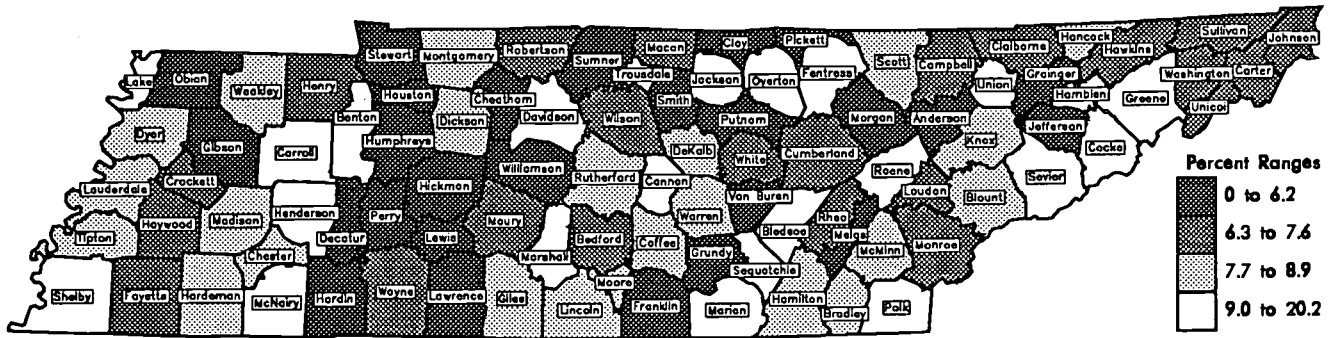 Stewart
Montgomery
Robertson
Sumner
Macon
Clay
Pickett
Scott
Campbell
Claiborne
Hancock
Hawkins
Sullivan
Johnson
Lake
Obion
Weakley
Henry
Houston
Cheatham
Trousdale
Jackson
Overton
Fentress
Union
Grainger
Hamblen
Washington
Carter
Unicoi
Greene
Dyer
Gibson
Carroll
Benton
Humphreys
Dickson
Davidson
Wilson
Smith
Putnam
Morgan
Anderson
Jefferson
Cocke
Lauderdale
Crockett
Madison
Henderson
Hickman
Williamson
Rutherford
DeKalb
White
Cumberland
Cannon
Warren
Van Buren
Roane
Knox
Loudon
Blount
Sevier
Tipton
Haywood
Chester
Decatur
Perry
Lewis
Maury
Marshall
Bedford
Coffee
Grundy
Bledsoe
Sequatchie
Rhea
Meigs
McMinn
Monroe
Shelby
Fayette
Hardeman
McNairy
Hardin
Wayne
Lawrence
Giles
Lincoln
Moore
Franklin
Marion
Hamilton
Bradley
Polk
Percent Ranges
0 to 6.2
6.3 to 7.6
7.7 to 8.9
9.0 to 20.2